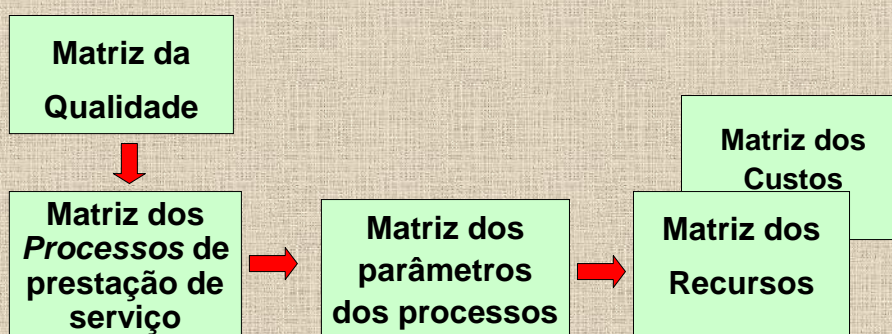 Matriz da
Qualidade
Matriz dos
Processos de
prestação de
serviço
Matriz dos
parâmetros
dos processos
Matriz dos
Custos
Matriz dos
Recursos